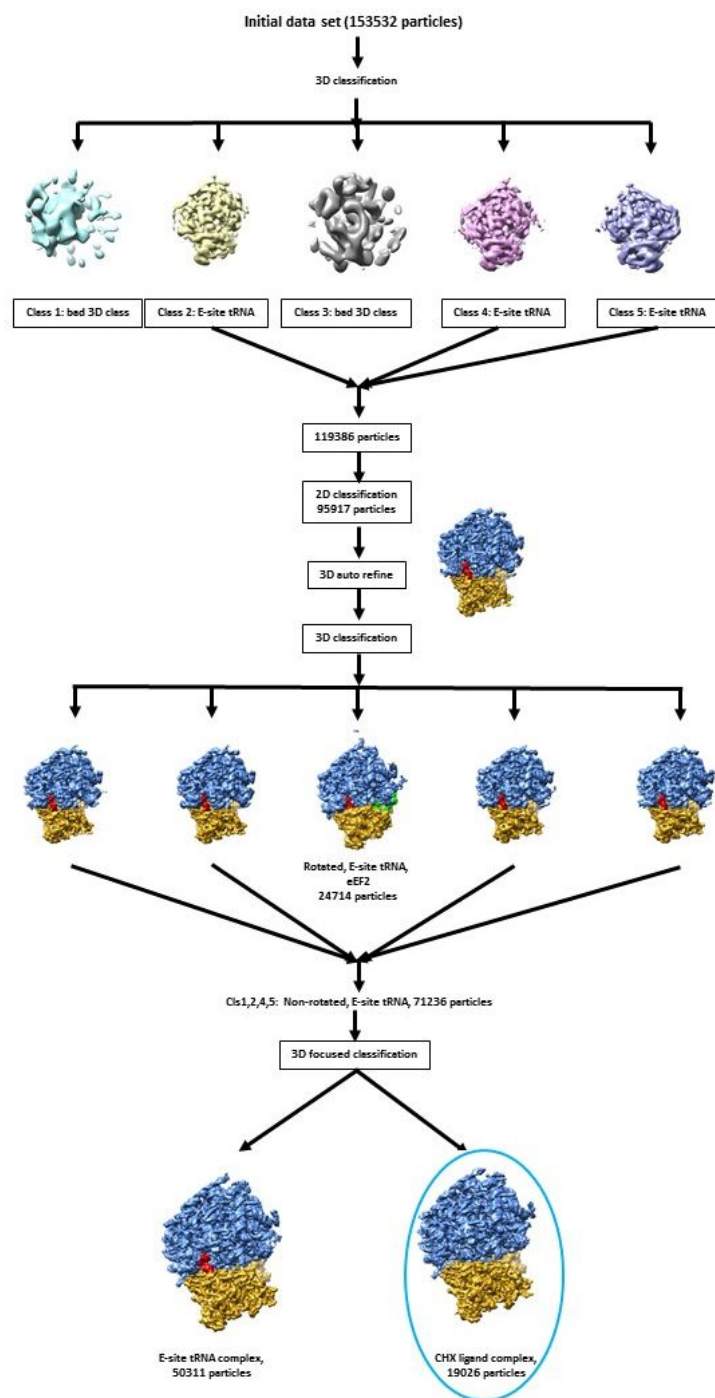 Initial data set (153532 particles)
3D classification
Class 1: bad 3D class
Class 2: E-site tRNA
Class 3: bad 3D class
Class 4: E-site tRNA
Class 5: E-site tRNA
119386 particles
2D classification
95917 particles
3D auto refine
3D classification
Rotated, E-site tRNA,
eEF2
24714 particles
Cls1,2,4,5: Non-rotated, E-site tRNA, 71236 particles
3D focused classification
E-site tRNA complex,
50311 particles
CHX ligand complex,
19026 particles